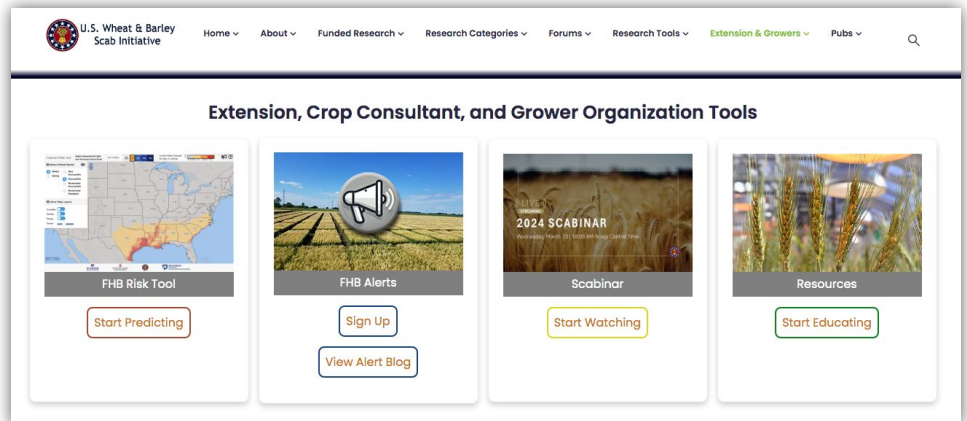 U.S. Wheat & Barley
Scab Initiative
Home
About
Funded Research
Research Categories
Forums
Research Tools
Extension & Growers
Pubs
Extension, Crop Consultant, and Grower Organization Tools
2024 SCABINAR
FHB Risk Tool
FHB Alerts
Scabinar
Resources
Start Predicting
Sign Up
View Alert Blog
Start Watching
Start Educating